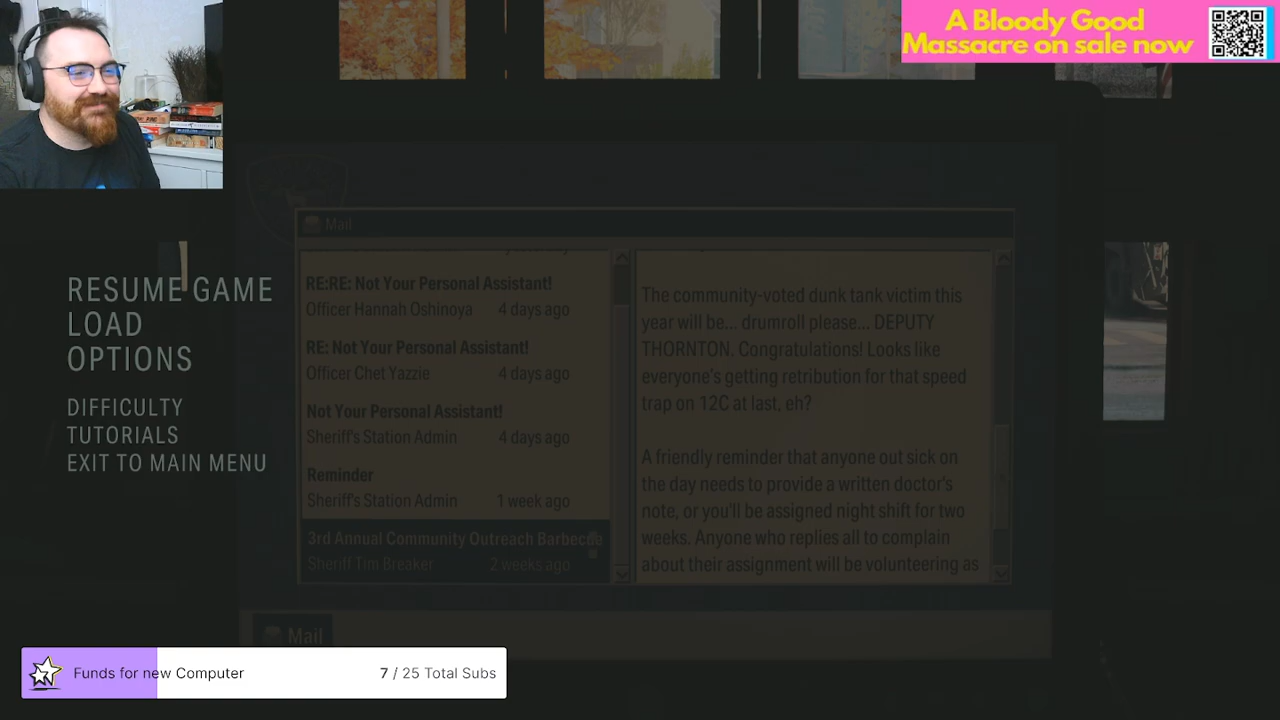 A Bloody Good
Massacre on sale now
Mail
RE:RE: Not Your Personal Assistant!
Officer Hannah Oshinoya 4 days ago
RE: Not Your Personal Assistant!
Officer Chet Yazzie 4 days ago
Not Your Personal Assistant!
Sheriff's Station Admin 4 days ago
Reminder
Sheriff's Station Admin 1 week ago
3rd Annual Community Outreach Barbecue
Sheriff Tim Breaker 2 weeks ago
The community-voted dunk tank victim this
year will be... drumroll please... DEPUTY
THORNTON. Congratulations! Looks like
everyone's getting retribution for that speed
trap on 12C at last, eh?
A friendly reminder that anyone out sick on
the day needs to provide a written doctor's
note, or you'll be assigned night shift for two
weeks. Anyone who replies all to complain
about their assignment will be volunteering as
RESUME GAME
LOAD
OPTIONS
DIFFICULTY
TUTORIALS
EXIT TO MAIN MENU
Mail
Funds for new Computer 7 / 25 Total Subs